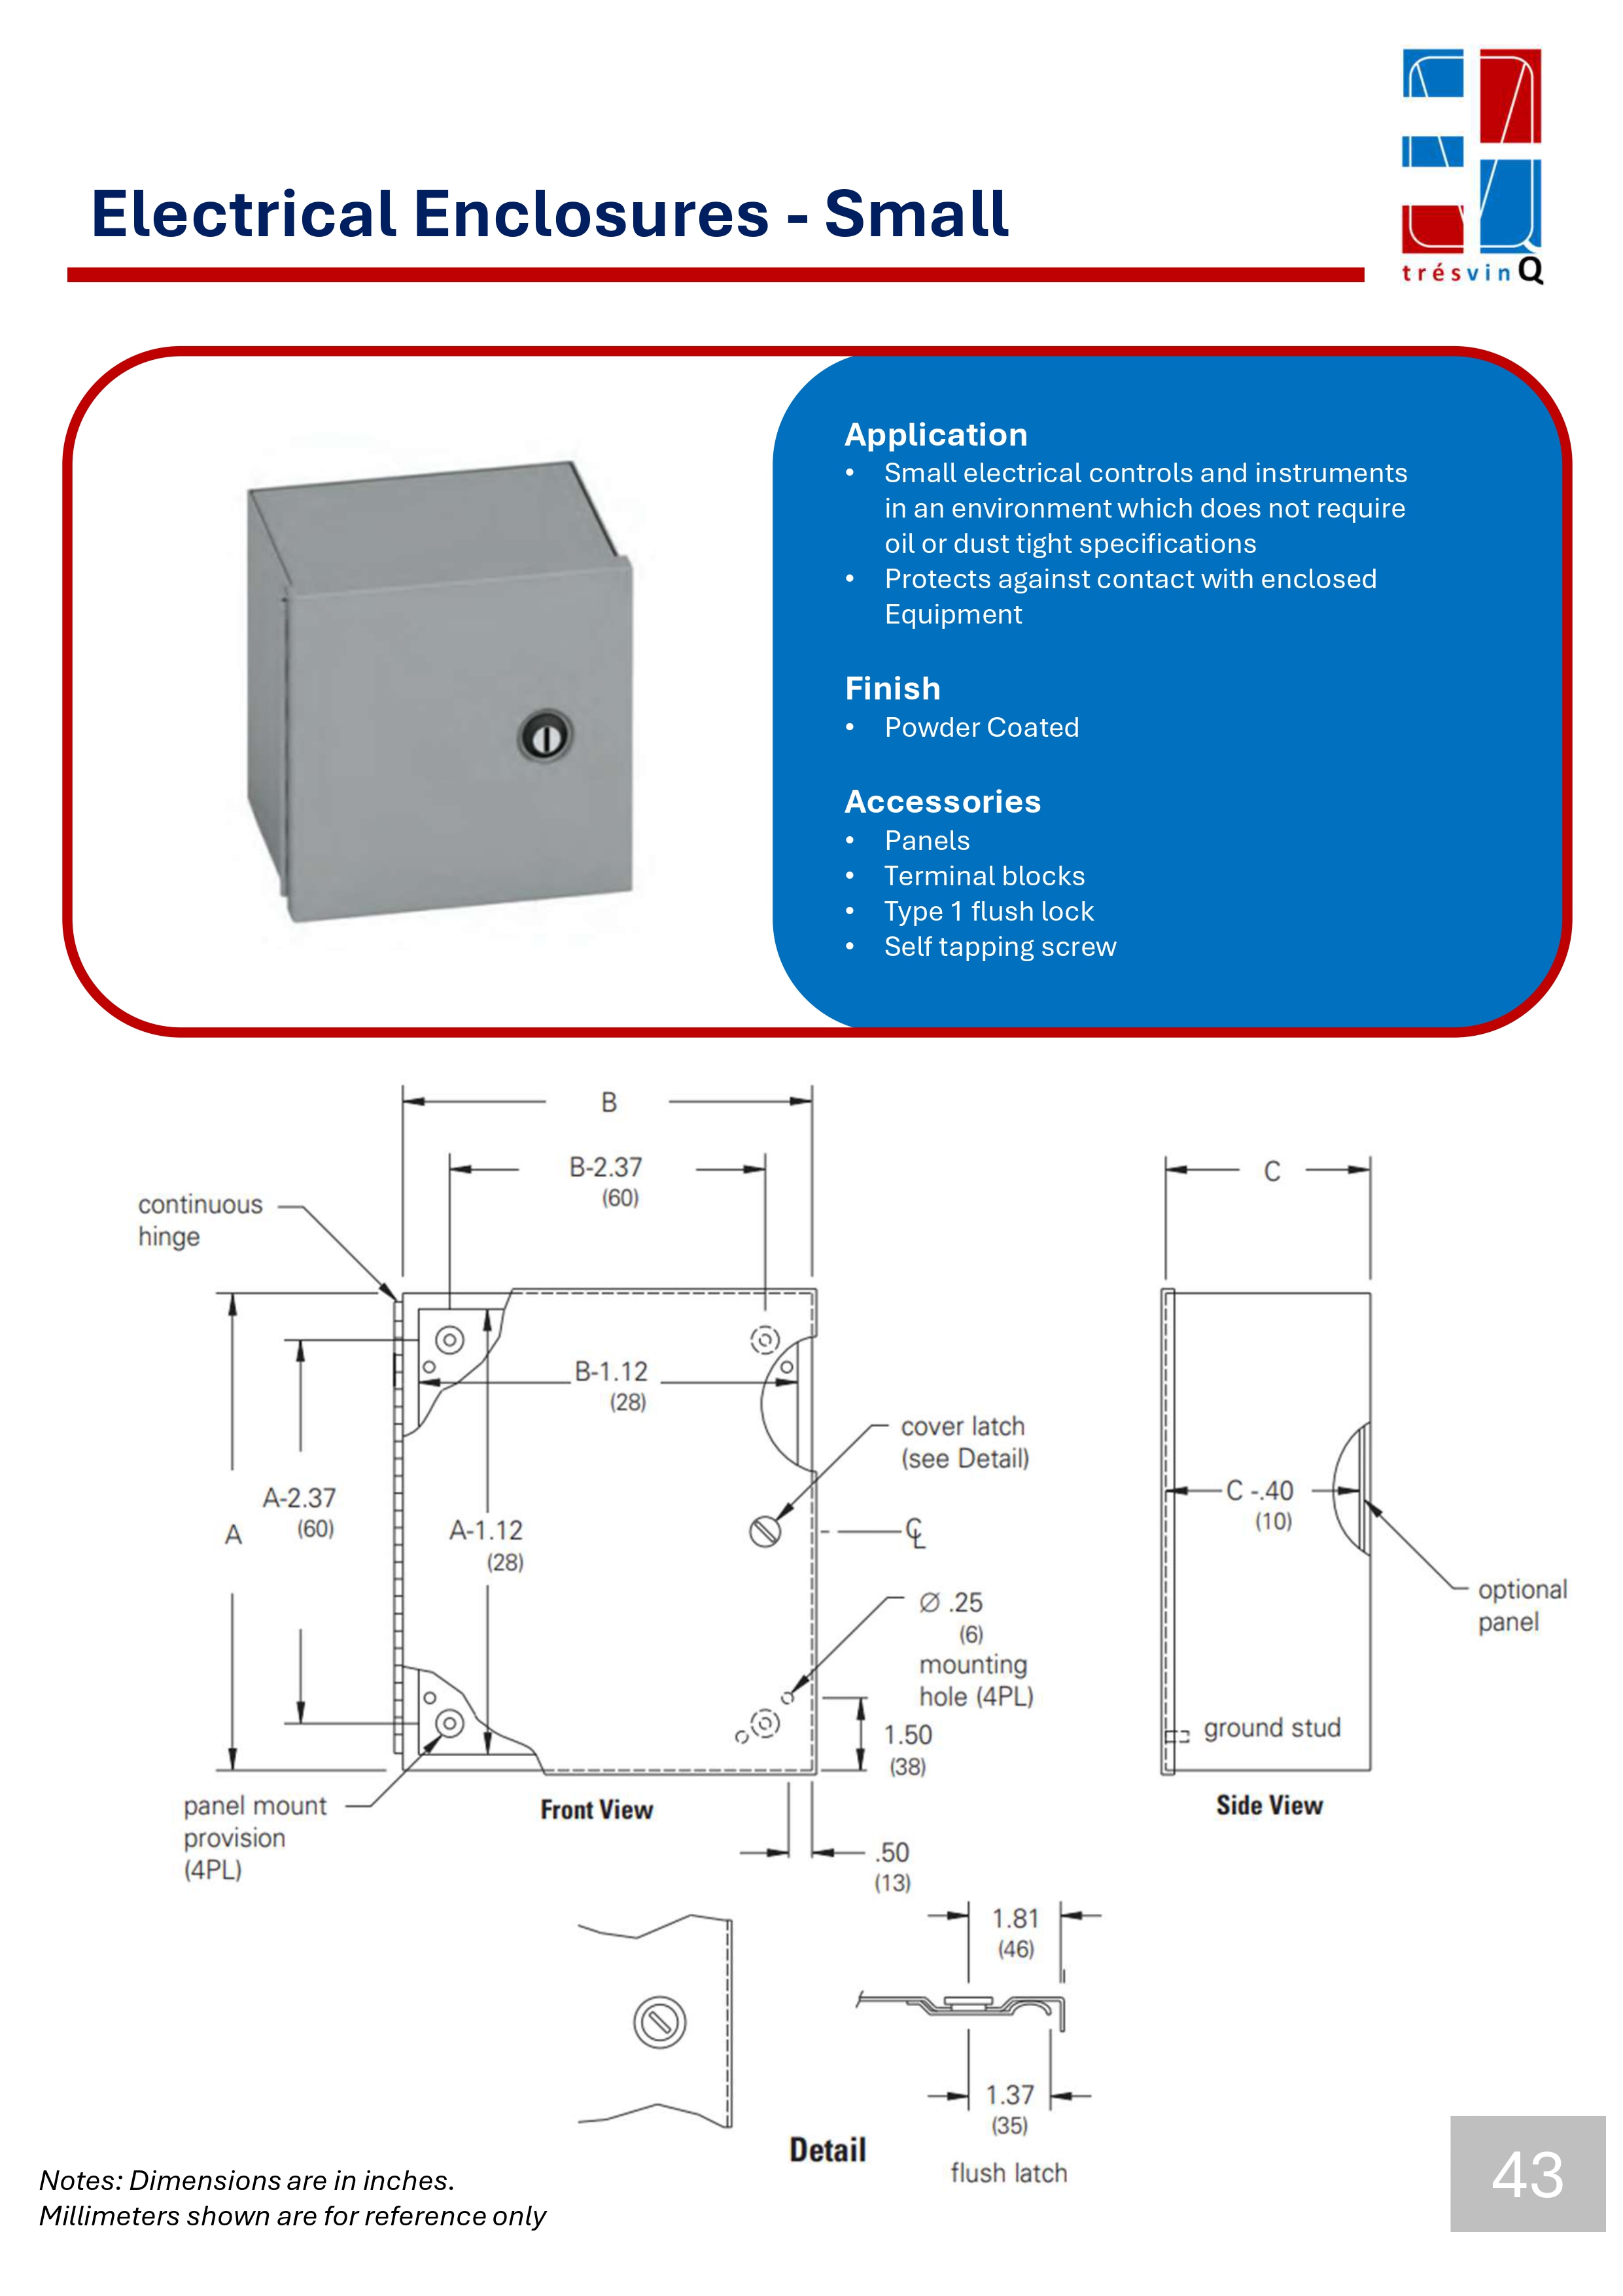 Electrical Enclosures - Small
trésvinQ
Application
• Small electrical controls and instruments
in an environment which does not require
oil or dust tight specifications
• Protects against contact with enclosed
Equipment
Finish
• Powder Coated
Accessories
• Panels
• Terminal blocks
• Type 1 flush lock
• Self tapping screw
B
B-2.37
(60)
C
continuous
hinge
B-1.12
(28)
cover latch
(see Detail)
A-2.37
(60)
A
A-1.12
(28)
C -.40
(10)
℄
Ø .25
(6)
mounting
hole (4PL)
optional
panel
1.50
(38)
ground stud
panel mount
provision
(4PL)
Front View
Side View
.50
(13)
1.81
(46)
1.37
(35)
Detail
flush latch
Notes: Dimensions are in inches.
Millimeters shown are for reference only
43